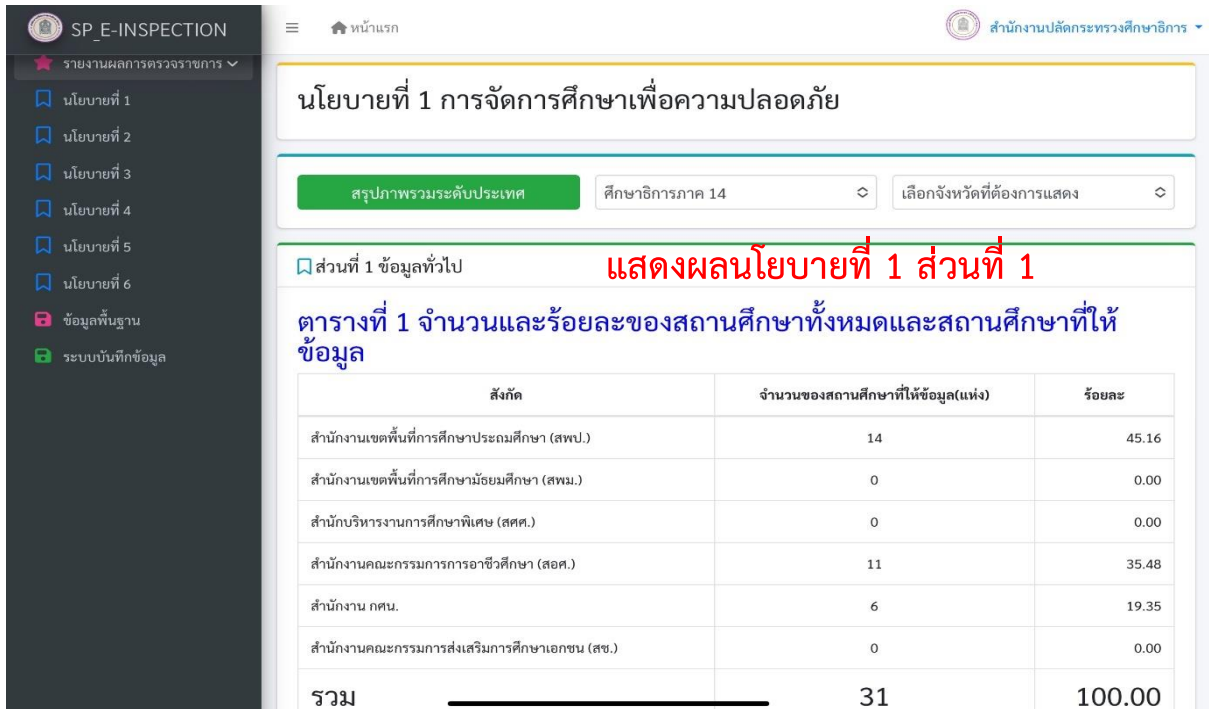 SP_E-INSPECTION
หน้าแรก
สำนักงานปลัดกระทรวงศึกษาธิการ
รายงานผลการตรวจราชการ
นโยบายที่ 1
นโยบายที่ 2
นโยบายที่ 3
นโยบายที่ 4
นโยบายที่ 5
นโยบายที่ 6
ข้อมูลพื้นฐาน
ระบบบันทึกข้อมูล
นโยบายที่ 1 การจัดการศึกษาเพื่อความปลอดภัย
สรุปภาพรวมระดับประเทศ ศึกษาธิการภาค 14 เลือกจังหวัดที่ต้องการแสดง
ส่วนที่ 1 ข้อมูลทั่วไป
แสดงผลนโยบายที่ 1 ส่วนที่ 1
ตารางที่ 1 จำนวนและร้อยละของสถานศึกษาทั้งหมดและสถานศึกษาที่ให้
ข้อมูล
สังกัด จำนวนของสถานศึกษาที่ให้ข้อมูล(แห่ง) ร้อยละ
สำนักงานเขตพื้นที่การศึกษาประถมศึกษา (สพป.) 14 45.16
สำนักงานเขตพื้นที่การศึกษามัธยมศึกษา (สพม.) 0 0.00
สำนักบริหารงานการศึกษาพิเศษ (สศศ.) 0 0.00
สำนักงานคณะกรรมการการอาชีวศึกษา (สอศ.) 11 35.48
สำนักงาน กศน. 6 19.35
สำนักงานคณะกรรมการส่งเสริมการศึกษาเอกชน (สช.) 0 0.00
รวม 31 100.00